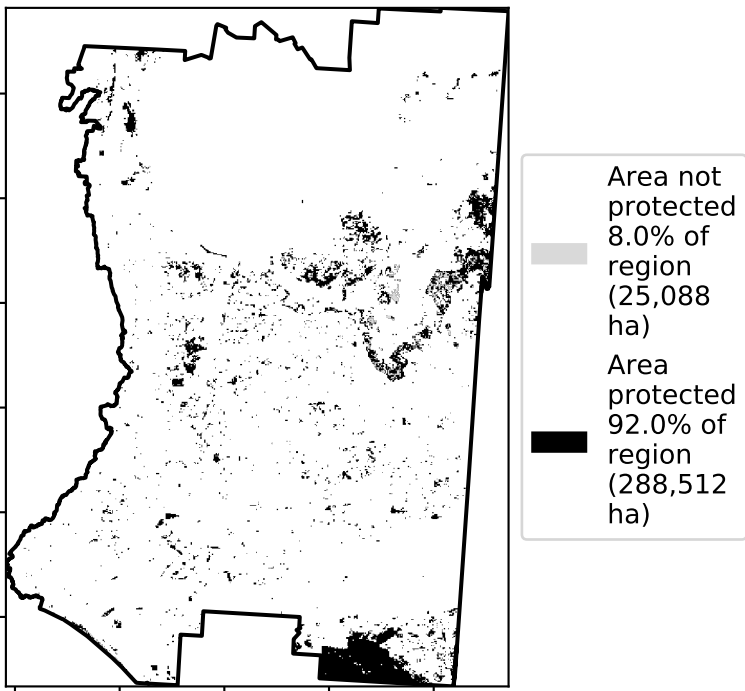 Area not
protected
8.0% of
region
(25,088
ha)
Area
protected
92.0% of
region
(288,512
ha)